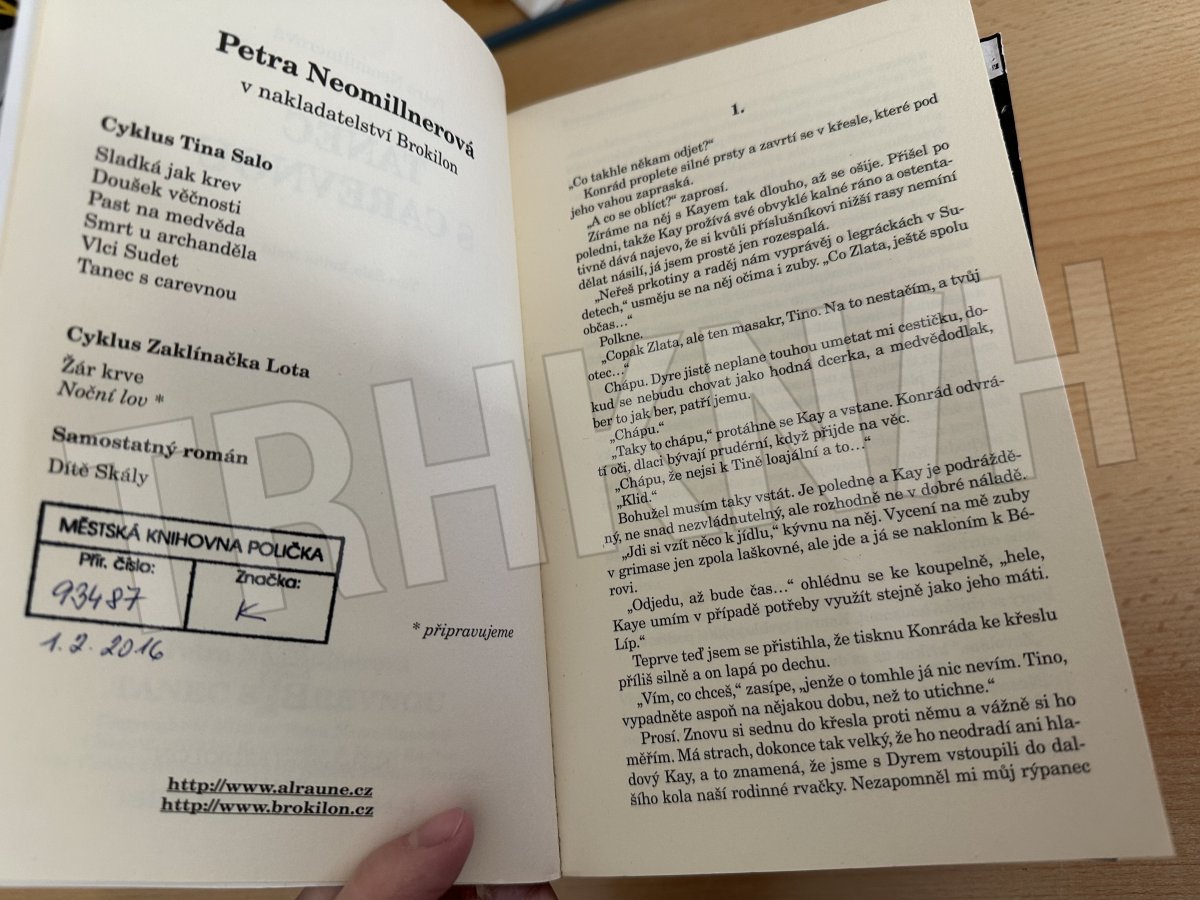 Petra Neomillnerová
v nakladatelství Brokilon
Cyklus Tina Salo
Sladká jak krev
Doušek věčnosti
Past na medvěda
Smrt u archanděla
Vlci Sudet
Tanec s carevnou
Cyklus Zaklínačka Lota
Žár krve
Noční lov *
Samostatný román
Dítě Skály
MĚSTSKÁ KNIHOVNA POLIČKA
Přír. číslo:
93487
Značka:
K
1.2.2016
* připravujeme
http://www.alraune.cz
http://www.brokilon.cz
1.
„Co takhle někam odjet?“
Konrád proplete silné prsty a zavrtí se v křesle, které pod
jeho vahou zapraská.
„A co se oblíct?“ zaprosí.
Zíráme na něj s Kayem tak dlouho, až se ošije. Přišel po
poledni, takže Kay prožívá své obvyklé kalné ráno a ostenta-
tivně dává najevo, že si kvůli příslušníkovi nižší rasy nemíní
dělat násilí, já jsem prostě jen rozespalá.
„Neřeš prkotiny a raděj nám vyprávěj o legráckách v Su-
detech,“ usměju se na něj očima i zuby. „Co Zlata, ještě spolu
občas…“
Polkne.
„Copak Zlata, ale ten masakr, Tino. Na to nestačím, a tvůj
otec…“
Chápu. Dyre jistě neplane touhou umetat mi cestičku, do-
kud se nebudu chovat jako hodná dcerka, a medvědodlak,
ber to jak ber, patří jemu.
„Chápu.“
„Taky to chápu,“ protáhne se Kay a vstane. Konrád odvrá-
tí oči, dlaci bývají prudérní, když přijde na věc.
„Chápu, že nejsi k Tině loajální a to…“
„Klid.“
Bohužel musím taky vstát. Je poledne a Kay je podráždě-
ný, ne snad nezvládnutelný, ale rozhodně ne v dobré náladě.
„Jdi si vzít něco k jídlu,“ kývnu na něj. Vycení na mě zuby
v grimase jen zpola laškovné, ale jde a já se nakloním k Bé-
rovi.
„Odjedu, až bude čas…“ ohlédnu se ke koupelně, „hele,
Kaye umím v případě potřeby využít stejně jako jeho máti.
Líp.“
Teprve teď jsem se přistihla, že tisknu Konráda ke křeslu
příliš silně a on lapá po dechu.
„Vím, co chceš,“ zasípe, „jenže o tomhle já nic nevím. Tino,
vypadněte aspoň na nějakou dobu, než to utichne.“
Prosí. Znovu si sednu do křesla proti němu a vážně si ho
měřím. Má strach, dokonce tak velký, že ho neodradí ani hla-
dový Kay, a to znamená, že jsme s Dyrem vstoupili do dal-
šího kola naší rodinné rvačky. Nezapomněl mi můj rýpanec
TRHKNIH